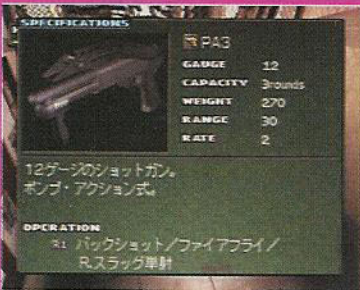 SPECIFICATIONS
PA3
GAUGE 12
CAPACITY 3rounds
WEIGHT 270
RANGE 30
RATE 2
12ゲージのショットガン。
ポンプ・アクション式。
OPERATION
R1 バックショット／ファイアフライ／
R.スラッグ単射